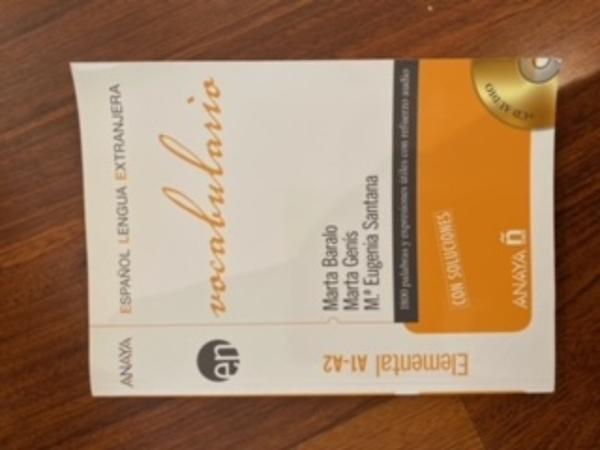 ANAYA ESPAÑOL LENGUA EXTRANJERA
en vocabulario
Marta Baralo
Marta Genís
M.ª Eugenia Santana
1800 palabras y expresiones útiles con refuerzo audio
Elemental A1-A2
CON SOLUCIONES
+CD AUDIO
ANAYA ñ